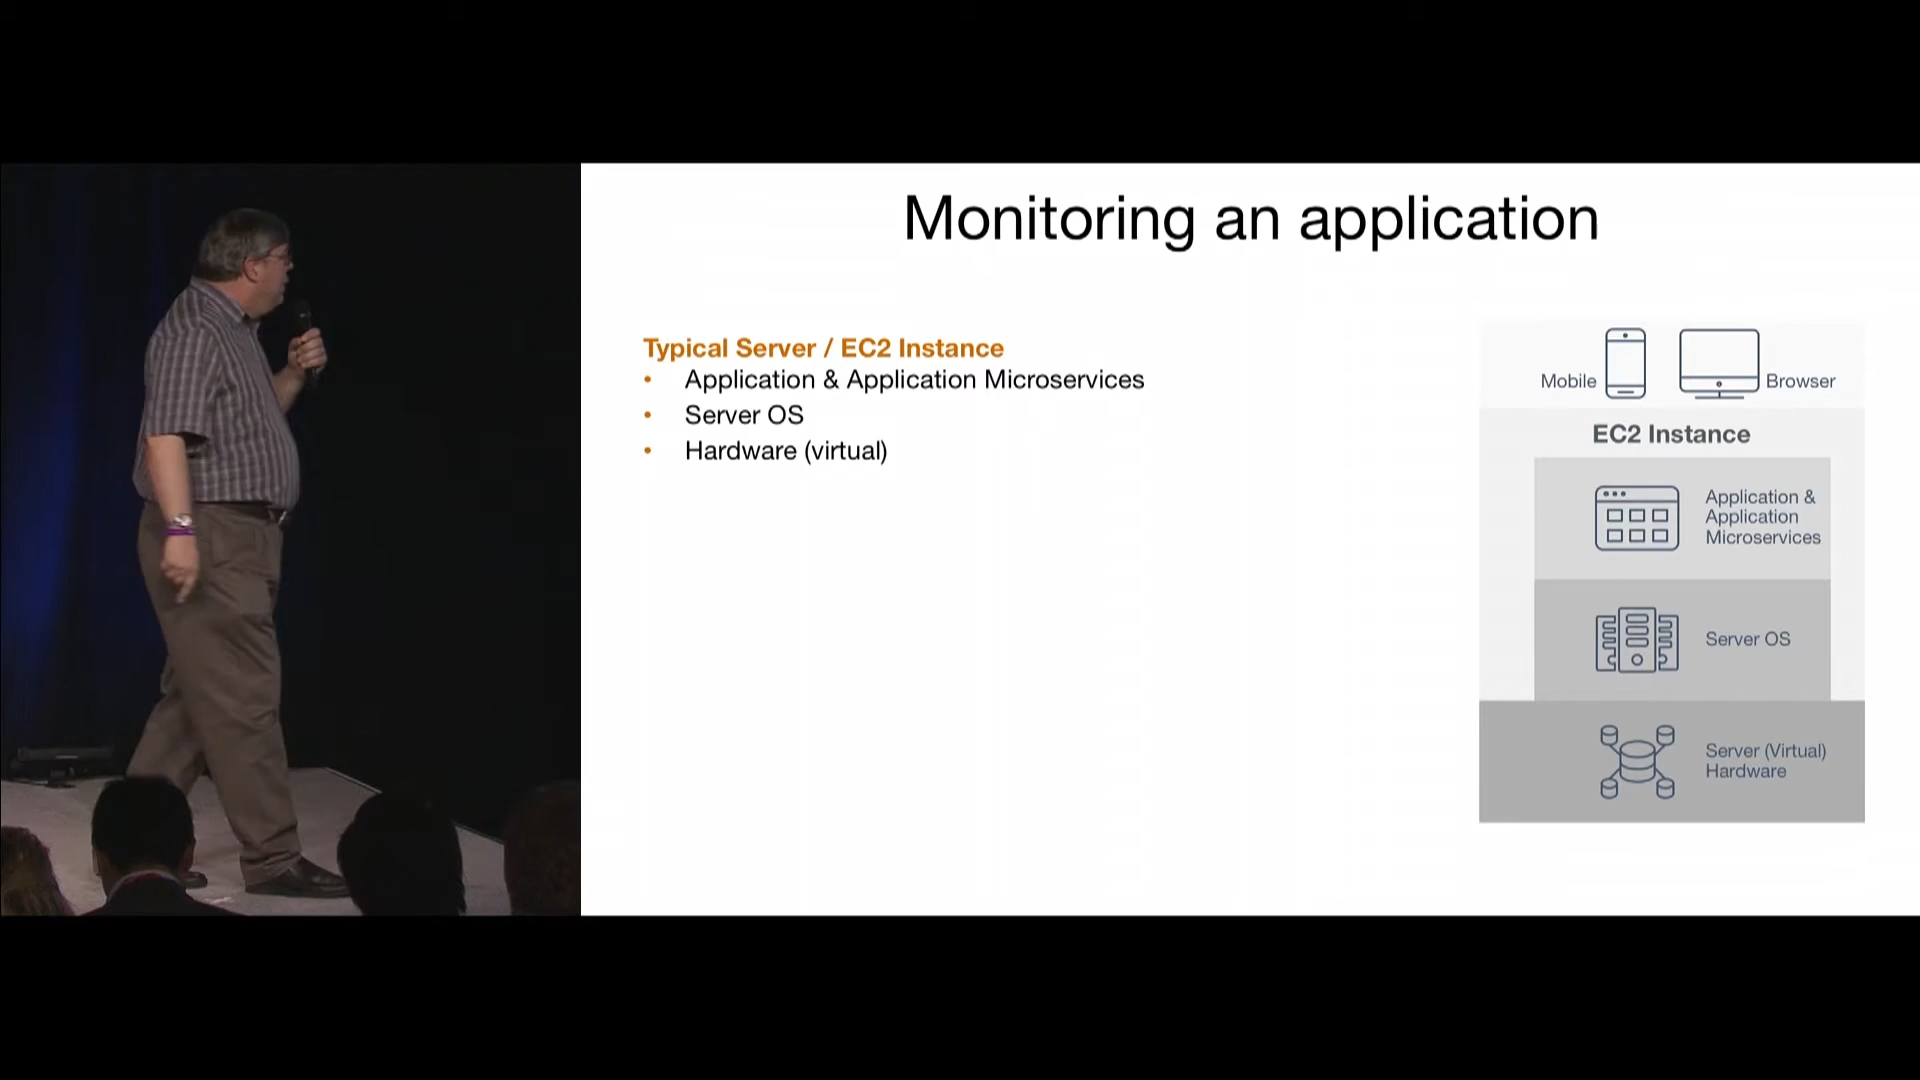 Monitoring an application
Typical Server / EC2 Instance
• Application & Application Microservices
• Server OS
• Hardware (virtual)
Mobile
Browser
EC2 Instance
Application &
Application
Microservices
Server OS
Server (Virtual)
Hardware